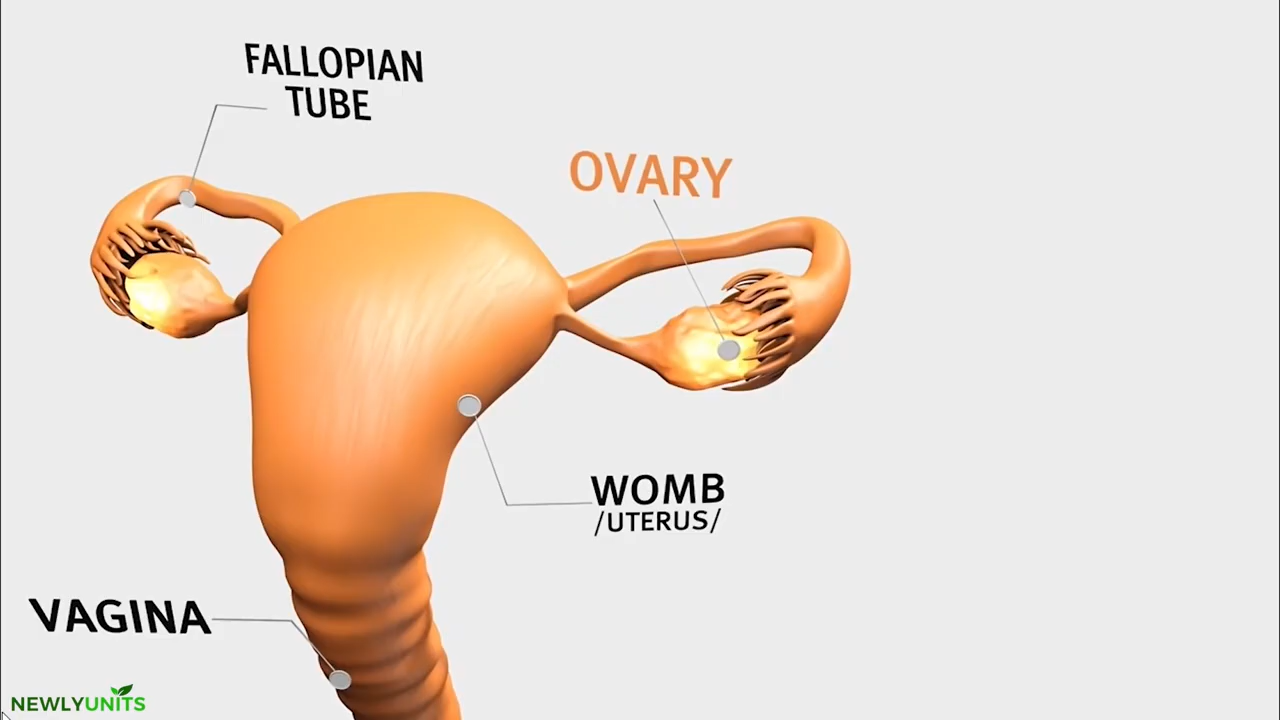 FALLOPIAN
TUBE
OVARY
WOMB
/UTERUS/
VAGINA
NEWLYUNITS